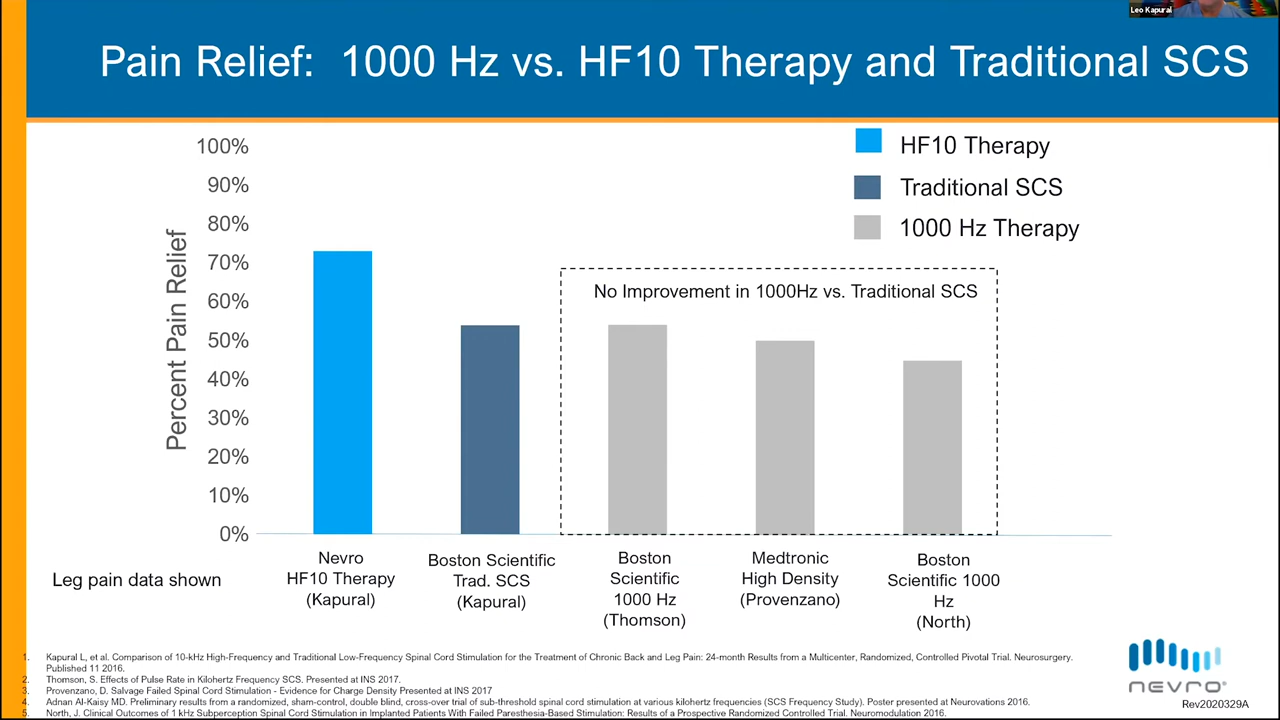 Leo Kapural
Pain Relief: 1000 Hz vs. HF10 Therapy and Traditional SCS
HF10 Therapy
Traditional SCS
1000 Hz Therapy
Percent Pain Relief
100%
90%
80%
70%
60%
50%
40%
30%
20%
10%
0%
No Improvement in 1000Hz vs. Traditional SCS
Leg pain data shown
Nevro
HF10 Therapy
(Kapural)
Boston Scientific
Trad. SCS
(Kapural)
Boston
Scientific
1000 Hz
(Thomson)
Medtronic
High Density
(Provenzano)
Boston
Scientific 1000
Hz
(North)
1. Kapural L, et al. Comparison of 10-kHz High-Frequency and Traditional Low-Frequency Spinal Cord Stimulation for the Treatment of Chronic Back and Leg Pain: 24-month Results from a Multicenter, Randomized, Controlled Pivotal Trial. Neurosurgery.
Published 11 2016.
2. Thomson, S. Effects of Pulse Rate in Kilohertz Frequency SCS. Presented at INS 2017.
3. Provenzano, D. Salvage Failed Spinal Cord Stimulation - Evidence for Charge Density Presented at INS 2017
4. Adnan Al-Kaisy MD. Preliminary results from a randomized, sham-control, double blind, cross-over trial of sub-threshold spinal cord stimulation at various kilohertz frequencies (SCS Frequency Study). Poster presented at Neurovations 2016.
5. North, J. Clinical Outcomes of 1 kHz Subperception Spinal Cord Stimulation in Implanted Patients With Failed Paresthesia-Based Stimulation: Results of a Prospective Randomized Controlled Trial. Neuromodulation 2016.
nevro®
Rev2020329A